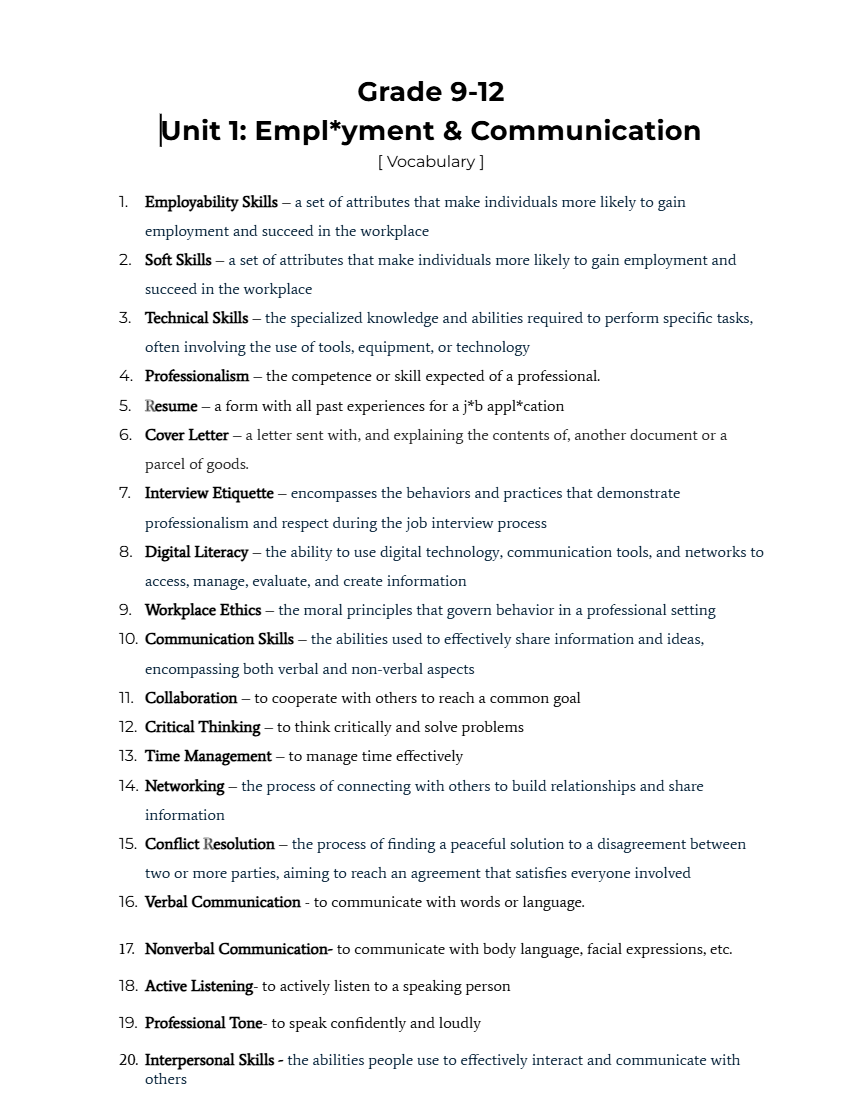 Grade 9-12
Unit 1: Empl*yment & Communication
[ Vocabulary ]
1. Employability Skills – a set of attributes that make individuals more likely to gain
employment and succeed in the workplace
2. Soft Skills – a set of attributes that make individuals more likely to gain employment and
succeed in the workplace
3. Technical Skills – the specialized knowledge and abilities required to perform specific tasks,
often involving the use of tools, equipment, or technology
4. Professionalism – the competence or skill expected of a professional.
5. Resume – a form with all past experiences for a j*b appl*cation
6. Cover Letter – a letter sent with, and explaining the contents of, another document or a
parcel of goods.
7. Interview Etiquette – encompasses the behaviors and practices that demonstrate
professionalism and respect during the job interview process
8. Digital Literacy – the ability to use digital technology, communication tools, and networks to
access, manage, evaluate, and create information
9. Workplace Ethics – the moral principles that govern behavior in a professional setting
10. Communication Skills – the abilities used to effectively share information and ideas,
encompassing both verbal and non-verbal aspects
11. Collaboration – to cooperate with others to reach a common goal
12. Critical Thinking – to think critically and solve problems
13. Time Management – to manage time effectively
14. Networking – the process of connecting with others to build relationships and share
information
15. Conflict Resolution – the process of finding a peaceful solution to a disagreement between
two or more parties, aiming to reach an agreement that satisfies everyone involved
16. Verbal Communication - to communicate with words or language.
17. Nonverbal Communication- to communicate with body language, facial expressions, etc.
18. Active Listening- to actively listen to a speaking person
19. Professional Tone- to speak confidently and loudly
20. Interpersonal Skills - the abilities people use to effectively interact and communicate with
others